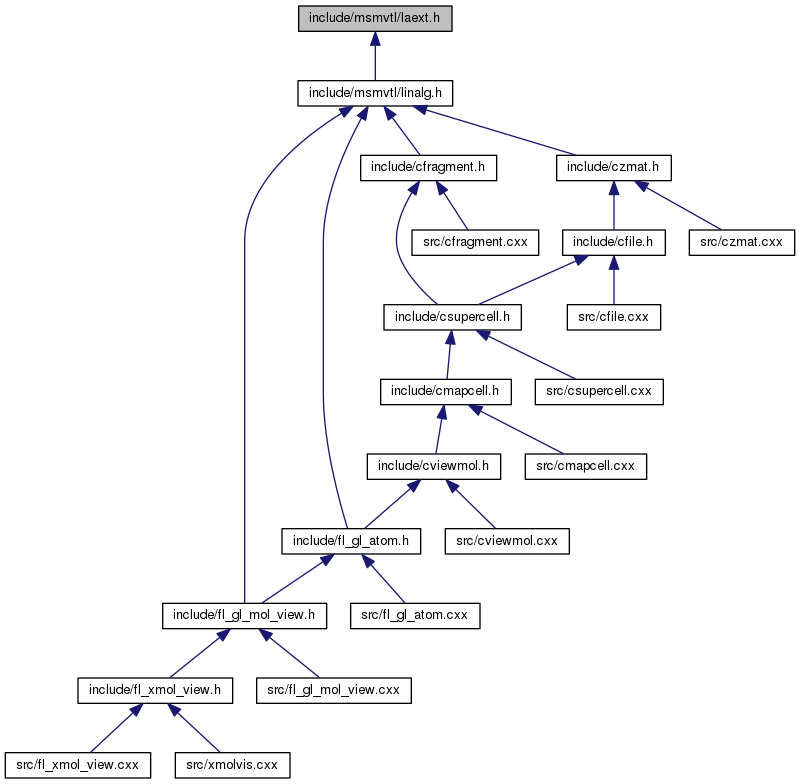 include/msmvtl/laext.h
include/msmvtl/linalg.h
include/cfragment.h
include/czmat.h
src/cfragment.cxx
include/cfile.h
src/czmat.cxx
include/csupercell.h
src/cfile.cxx
include/cmapcell.h
src/csupercell.cxx
include/cviewmol.h
src/cmapcell.cxx
include/fl_gl_atom.h
src/cviewmol.cxx
include/fl_gl_mol_view.h
src/fl_gl_atom.cxx
include/fl_xmol_view.h
src/fl_gl_mol_view.cxx
src/fl_xmol_view.cxx
src/xmolvis.cxx